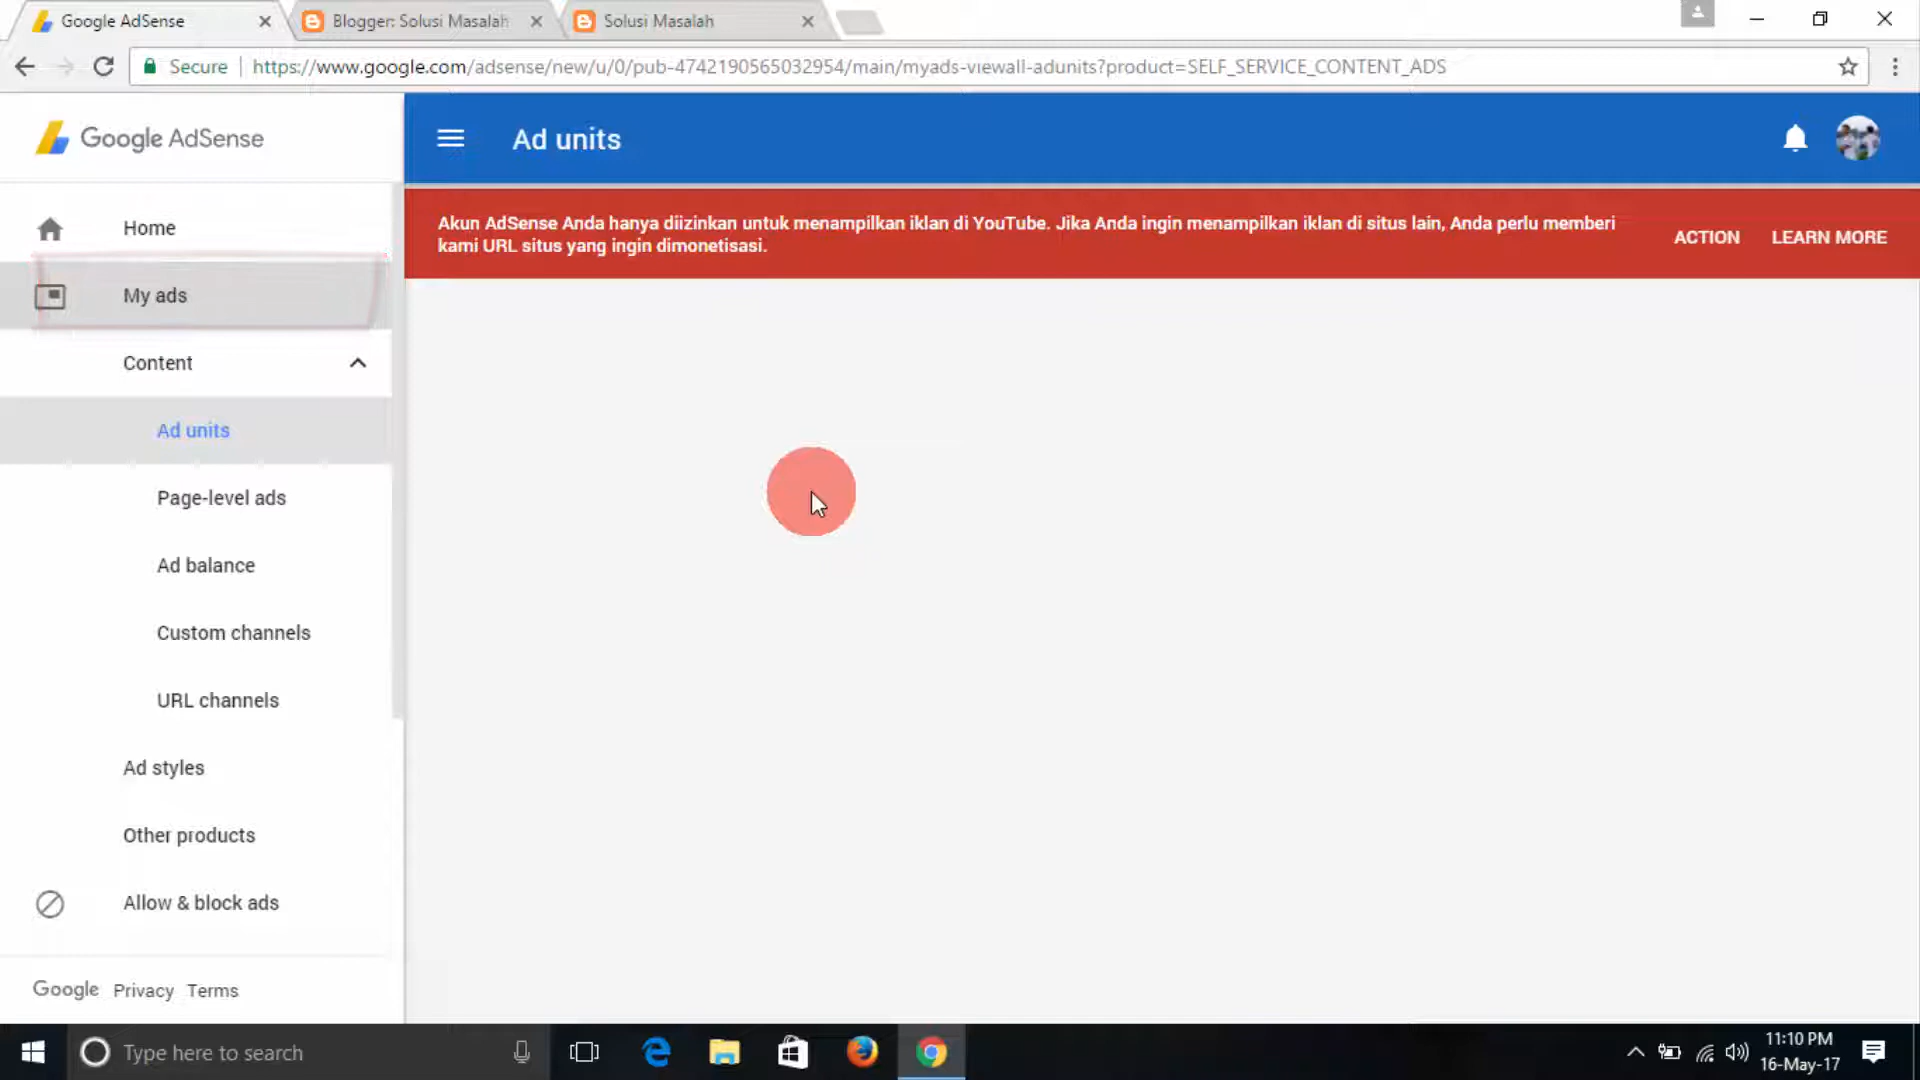 Google AdSense
Blogger: Solusi Masalah
Solusi Masalah
Secure
https://www.google.com/adsense/new/u/0/pub-4742190565032954/main/myads-viewall-adunits?product=SELF_SERVICE_CONTENT_ADS
Google AdSense
Ad units
Akun AdSense Anda hanya diizinkan untuk menampilkan iklan di YouTube. Jika Anda ingin menampilkan iklan di situs lain, Anda perlu memberi
kami URL situs yang ingin dimonetisasi.
ACTION
LEARN MORE
Home
My ads
Content
Ad units
Page-level ads
Ad balance
Custom channels
URL channels
Ad styles
Other products
Allow & block ads
Google Privacy Terms
Type here to search
11:10 PM
16-May-17